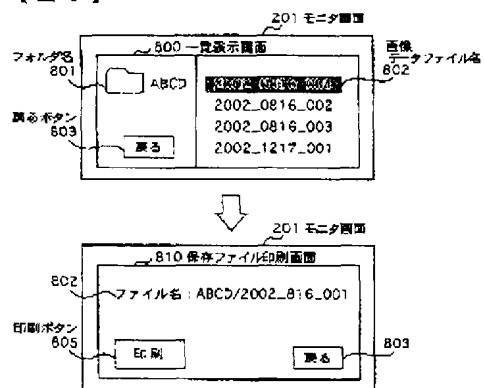 201 モニタ画面
800 一覧表示画面
フォルダ名
801
画像
データファイル名
802
ABCD
2002_0816_002
2002_0816_003
2002_1217_001
戻るボタン
803
戻る
201 モニタ画面
810 保存ファイル印刷画面
802
ファイル名：ABCD/2002_816_001
印刷ボタン
805
印刷
戻る
803